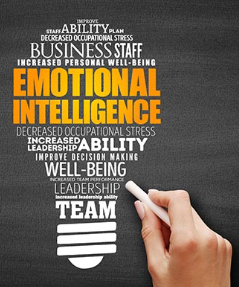 IMPROVE
STAFF ABILITY PLAN
DECREASED OCCUPATIONAL STRESS
BUSINESS STAFF
INCREASED PERSONAL WELL-BEING
EMOTIONAL
INTELLIGENCE
DECREASED OCCUPATIONAL STRESS
INCREASED
LEADERSHIP ABILITY
IMPROVE DECISION MAKING
WELL-BEING
INCREASED TEAM PERFORMANCE
LEADERSHIP
Increased leadership ability
TEAM